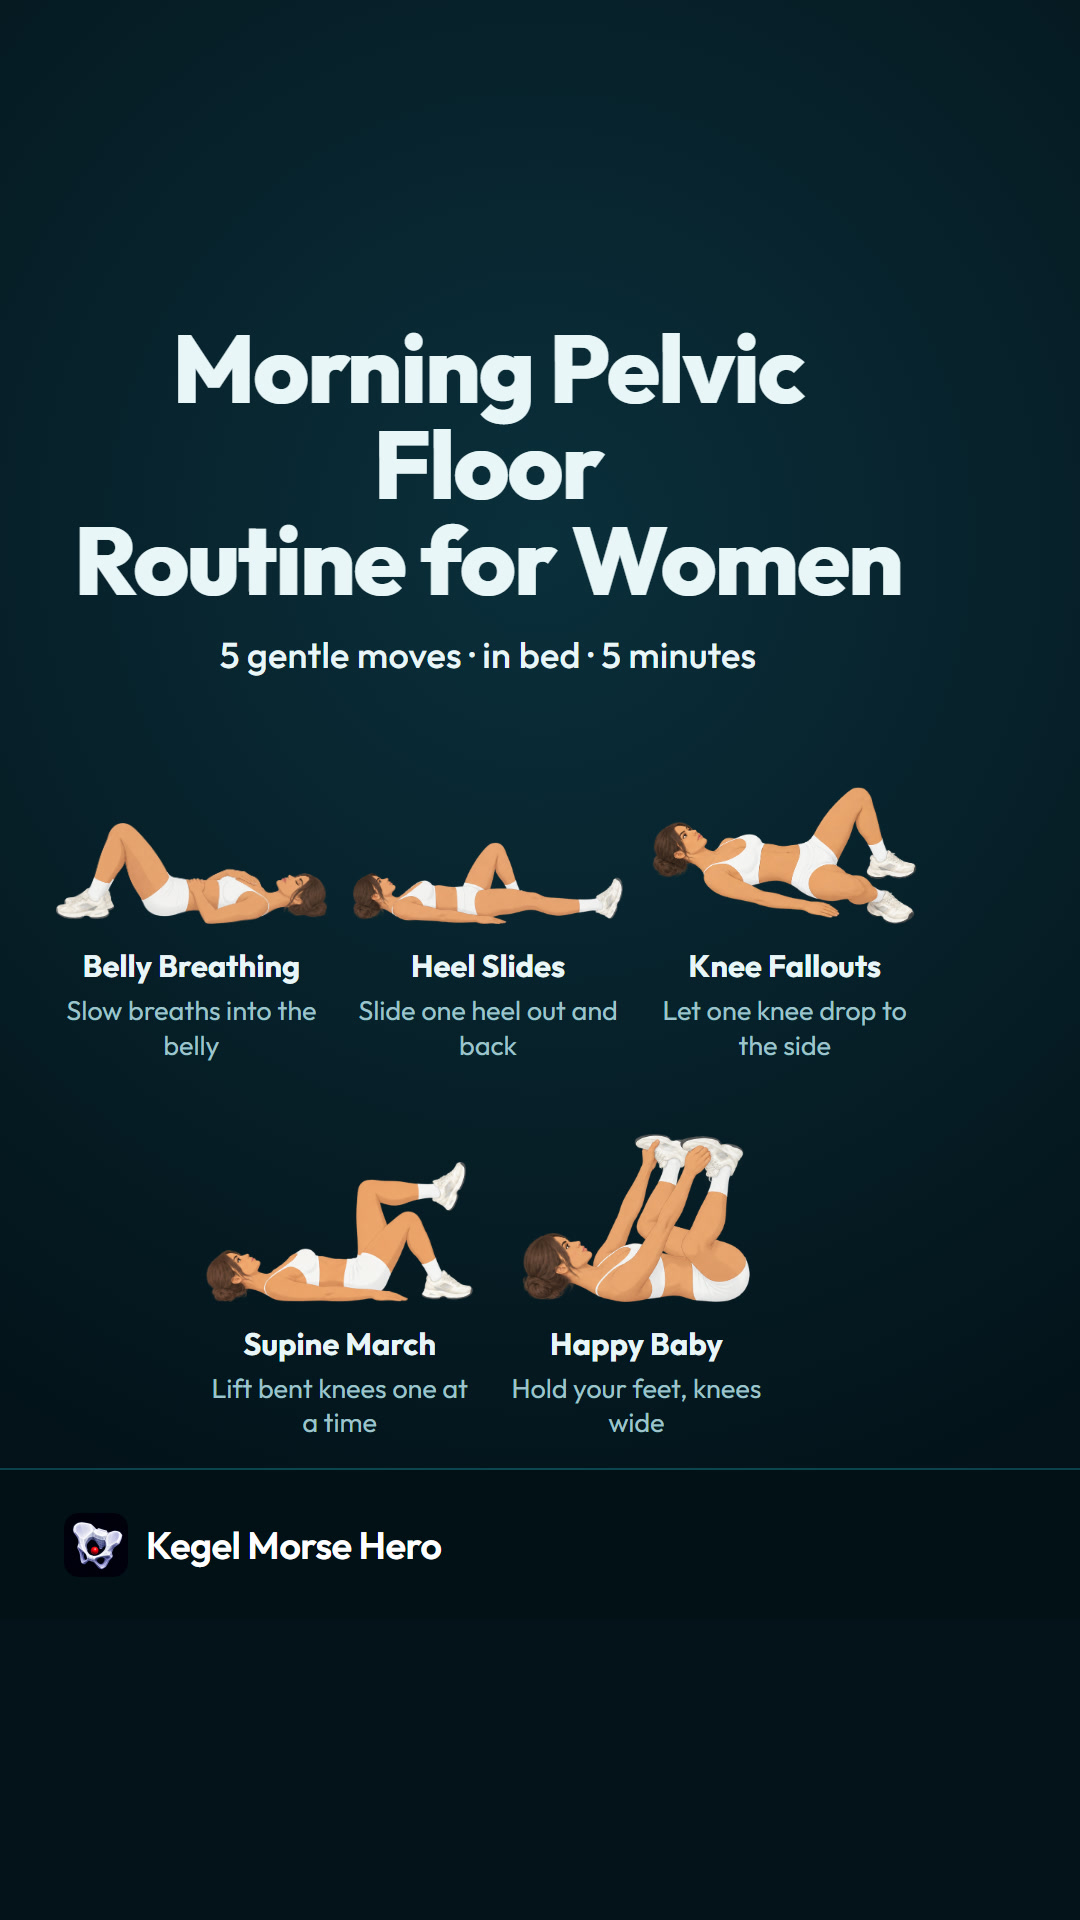 Morning Pelvic
Floor
Routine for Women
5 gentle moves · in bed · 5 minutes
Belly Breathing
Slow breaths into the
belly
Heel Slides
Slide one heel out and
back
Knee Fallouts
Let one knee drop to
the side
Supine March
Lift bent knees one at
a time
Happy Baby
Hold your feet, knees
wide
Kegel Morse Hero